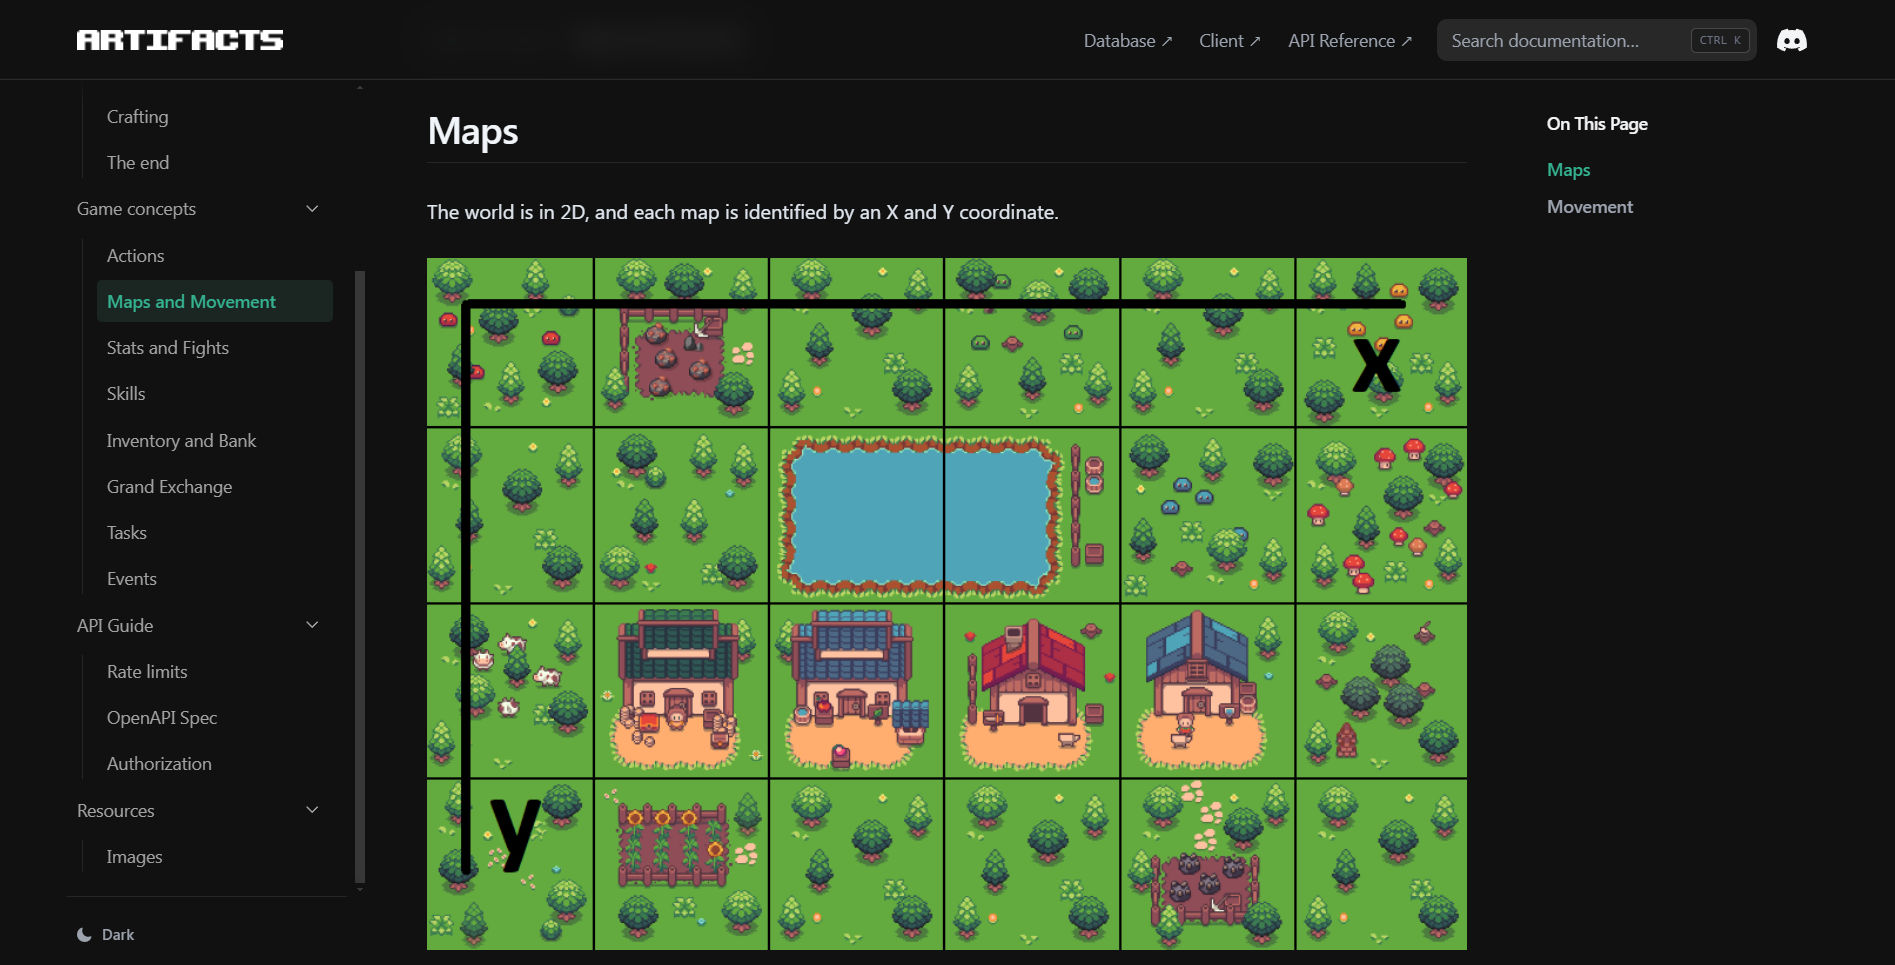 ARTIFACTS
Database ↗ Client ↗ API Reference ↗ Search documentation... CTRL K
Crafting
The end
Game concepts
Actions
Maps and Movement
Stats and Fights
Skills
Inventory and Bank
Grand Exchange
Tasks
Events
API Guide
Rate limits
OpenAPI Spec
Authorization
Resources
Images
Dark
Maps
The world is in 2D, and each map is identified by an X and Y coordinate.
x
y
On This Page
Maps
Movement